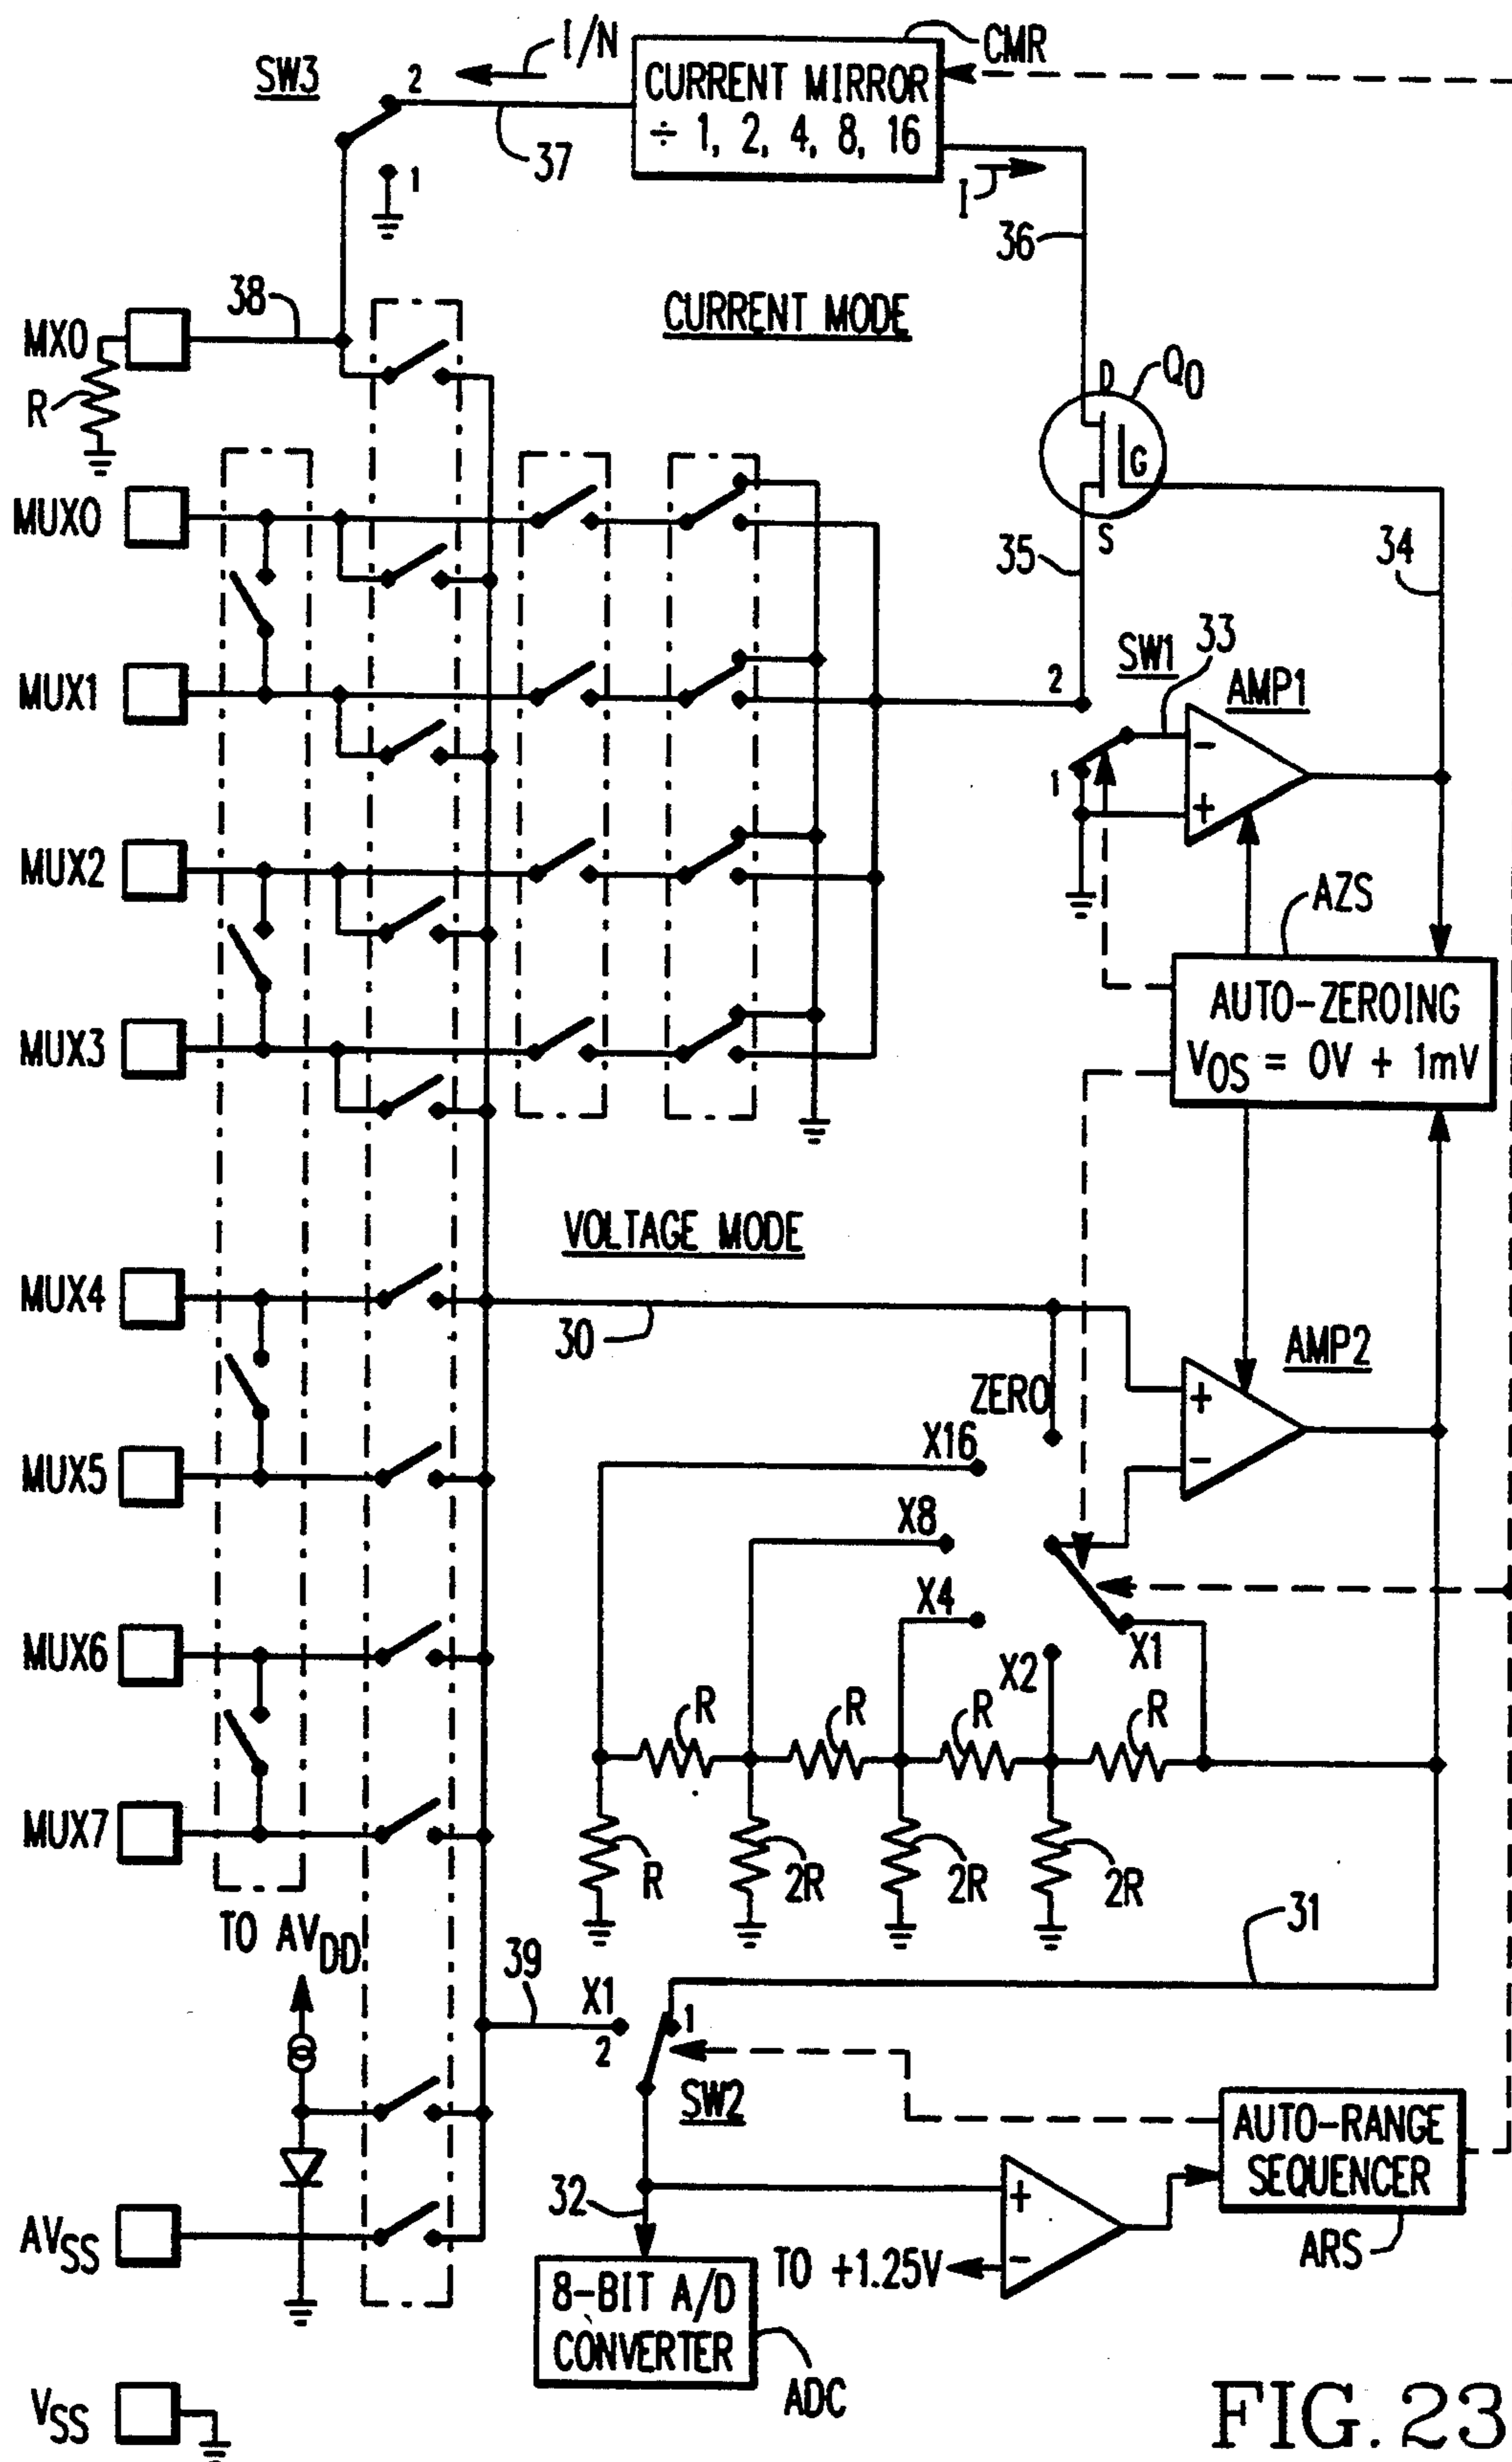 I/N
CMR
SW3
2
CURRENT MIRROR
÷ 1, 2, 4, 8, 16
37
1
I
36
38
CURRENT MODE
MX0
R
D
Q0
G
S
MUX0
35
34
SW1
33
AMP1
2
MUX1
−
1
+
MUX2
AZS
AUTO-ZEROING
VOS = 0V + 1mV
MUX3
VOLTAGE MODE
MUX4
30
AMP2
ZERO
+
X16
−
MUX5
X8
X4
MUX6
X1
X2
R
R
R
R
MUX7
R
2R
2R
2R
TO AVDD
31
39
X1
1
2
SW2
AUTO-RANGE
SEQUENCER
32
+
AVSS
ARS
TO +1.25V
−
8-BIT A/D
CONVERTER
ADC
VSS
FIG. 23